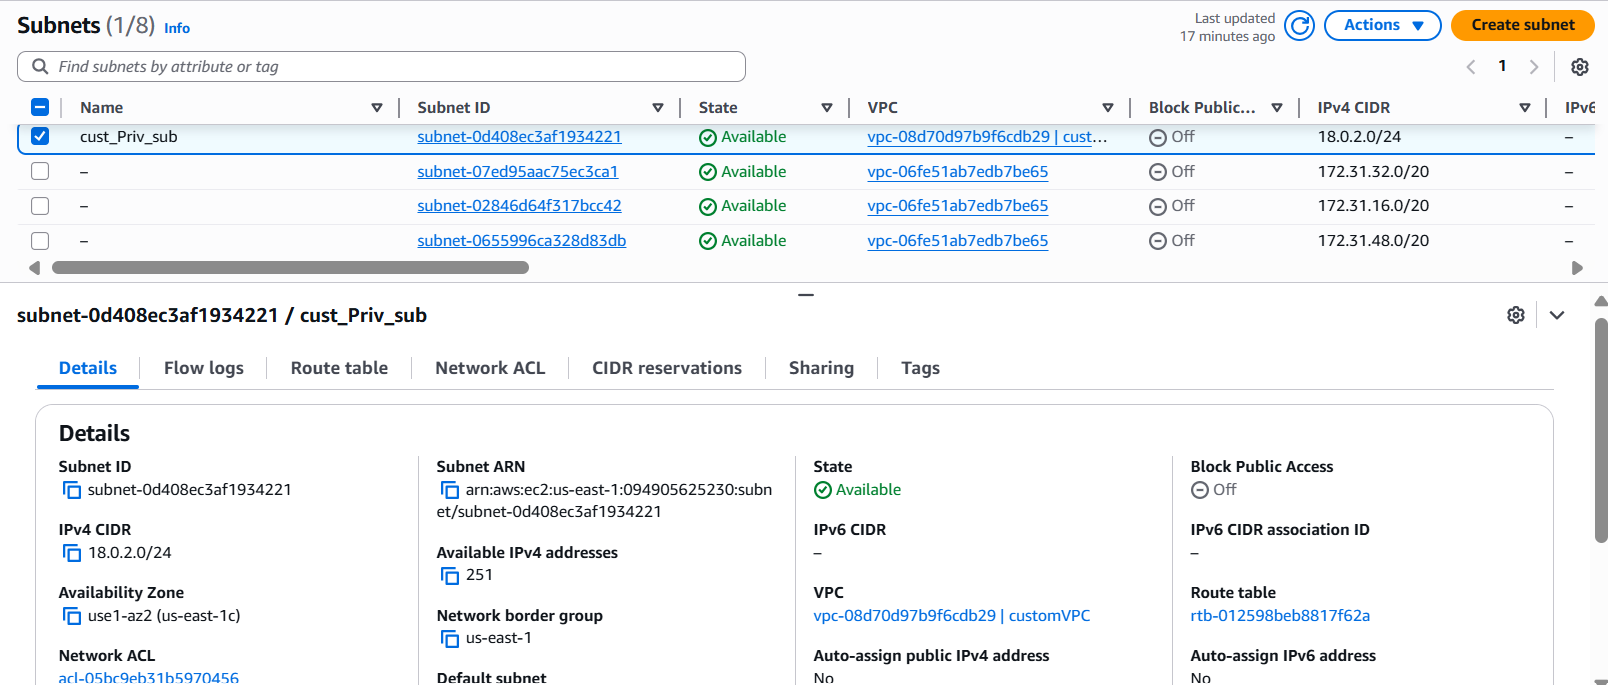 Subnets (1/8) Info
Last updated
17 minutes ago
Actions
Create subnet
Find subnets by attribute or tag
1
Name Subnet ID State VPC Block Public... IPv4 CIDR IPv6
cust_Priv_sub subnet-0d408ec3af1934221 Available vpc-08d70d97b9f6cdb29 | cust... Off 18.0.2.0/24 –
– subnet-07ed95aac75ec3ca1 Available vpc-06fe51ab7edb7be65 Off 172.31.32.0/20 –
– subnet-02846d64f317bcc42 Available vpc-06fe51ab7edb7be65 Off 172.31.16.0/20 –
– subnet-0655996ca328d83db Available vpc-06fe51ab7edb7be65 Off 172.31.48.0/20 –
subnet-0d408ec3af1934221 / cust_Priv_sub
Details Flow logs Route table Network ACL CIDR reservations Sharing Tags
Details
Subnet ID
subnet-0d408ec3af1934221
IPv4 CIDR
18.0.2.0/24
Availability Zone
use1-az2 (us-east-1c)
Network ACL
acl-05bc9eb31b5970456
Subnet ARN
arn:aws:ec2:us-east-1:094905625230:subn
et/subnet-0d408ec3af1934221
Available IPv4 addresses
251
Network border group
us-east-1
Default subnet
State
Available
IPv6 CIDR
–
VPC
vpc-08d70d97b9f6cdb29 | customVPC
Auto-assign public IPv4 address
No
Block Public Access
Off
IPv6 CIDR association ID
–
Route table
rtb-012598beb8817f62a
Auto-assign IPv6 address
No